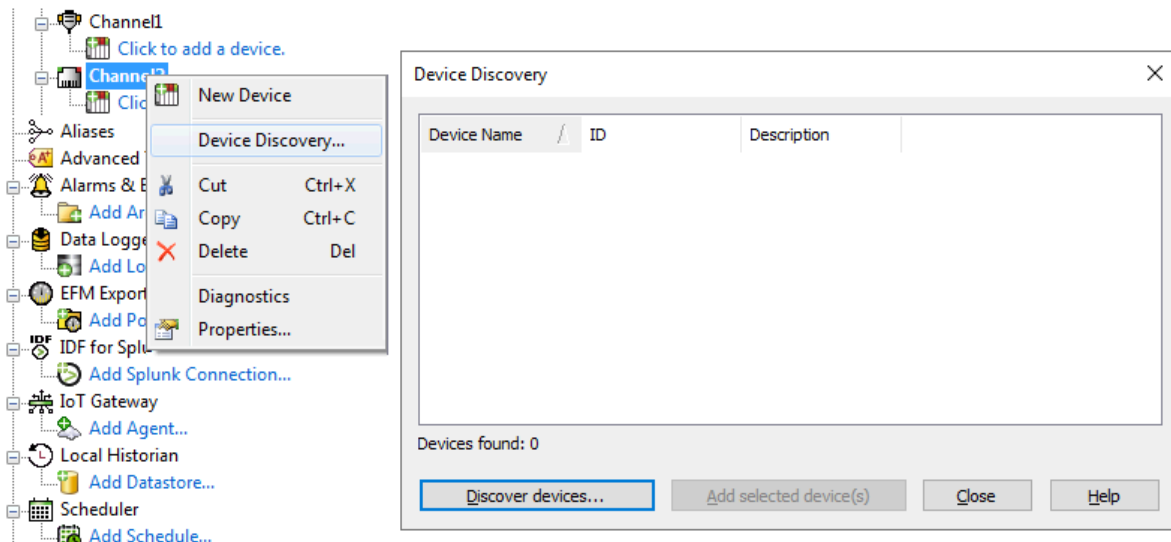 Channel1
Click to add a device.
Channel2
Clic
Aliases
Advanced
Alarms & E
Add Ar
Data Logge
Add Lo
EFM Export
Add Po
IDF for Splu
Add Splunk Connection...
IoT Gateway
Add Agent...
Local Historian
Add Datastore...
Scheduler
Add Schedule...
New Device
Device Discovery...
Cut Ctrl+X
Copy Ctrl+C
Delete Del
Diagnostics
Properties...
Device Discovery
Device Name ID Description
Devices found: 0
Discover devices... Add selected device(s) Close Help